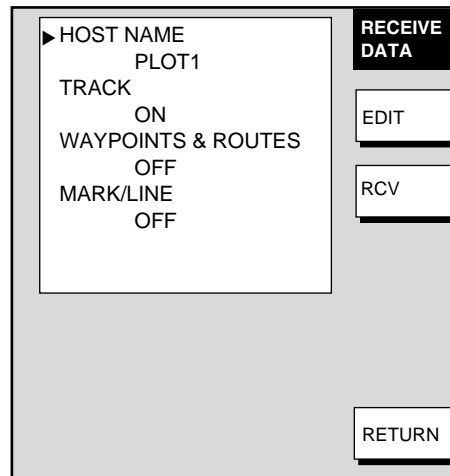 HOST NAME
PLOT1
TRACK
ON
WAYPOINTS & ROUTES
OFF
MARK/LINE
OFF
RECEIVE
DATA
EDIT
RCV
RETURN